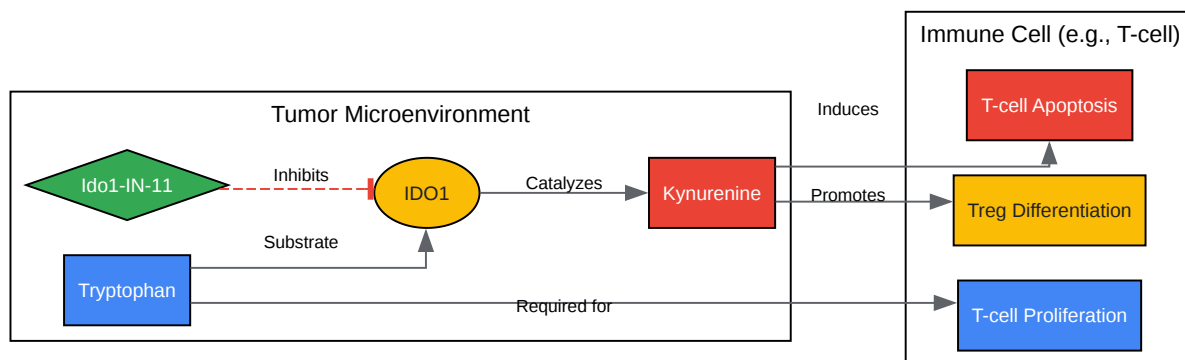 Immune Cell (e.g., T-cell)
Tumor Microenvironment
Induces
T-cell Apoptosis
Ido1-IN-11
Inhibits
IDO1
Catalyzes
Kynurenine
Promotes
Treg Differentiation
Substrate
Tryptophan
Required for
T-cell Proliferation